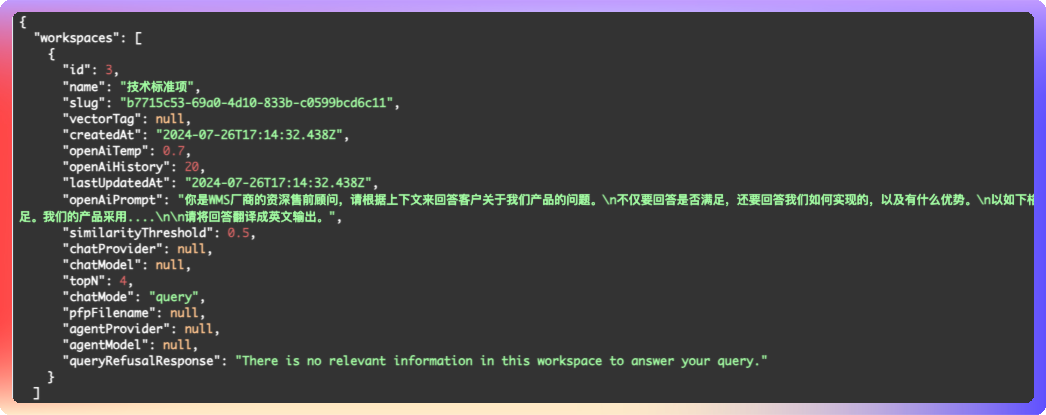 {
  "workspaces": [
    {
      "id": 3,
      "name": "技术标准项",
      "slug": "b7715c53-69a0-4d10-833b-c0599bcd6c11",
      "vectorTag": null,
      "createdAt": "2024-07-26T17:14:32.438Z",
      "openAiTemp": 0.7,
      "openAiHistory": 20,
      "lastUpdatedAt": "2024-07-26T17:14:32.438Z",
      "openAiPrompt": "你是WMS厂商的资深售前顾问，请根据上下文来回答客户关于我们产品的问题。\n不仅要回答是否满足，还要回答我们如何实现的，以及有什么优势。\n以如下格
足。我们的产品采用....\n\n请将回答翻译成英文输出。",
      "similarityThreshold": 0.5,
      "chatProvider": null,
      "chatModel": null,
      "topN": 4,
      "chatMode": "query",
      "pfpFilename": null,
      "agentProvider": null,
      "agentModel": null,
      "queryRefusalResponse": "There is no relevant information in this workspace to answer your query."
    }
  ]